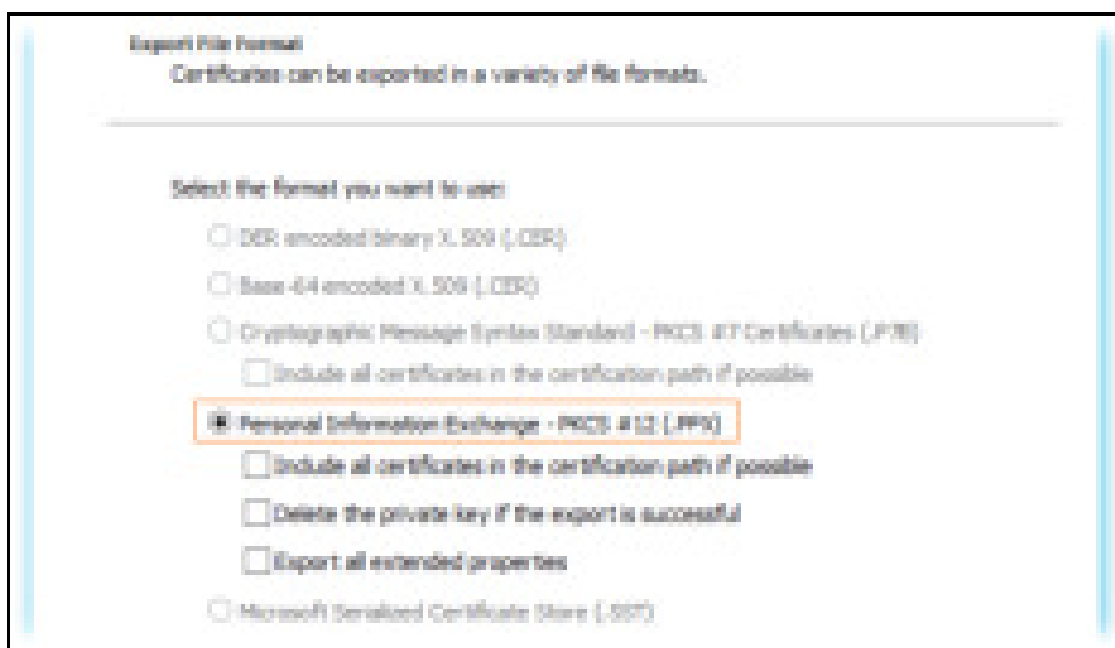 Export File Format
Certificates can be exported in a variety of file formats.
Select the format you want to use:
DER encoded binary X.509 (.CER)
Base-64 encoded X.509 (.CER)
Cryptographic Message Syntax Standard - PKCS #7 Certificates (.P7B)
Include all certificates in the certification path if possible
Personal Information Exchange - PKCS #12 (.PFX)
Include all certificates in the certification path if possible
Delete the private key if the export is successful
Export all extended properties
Microsoft Serialized Certificate Store (.SST)